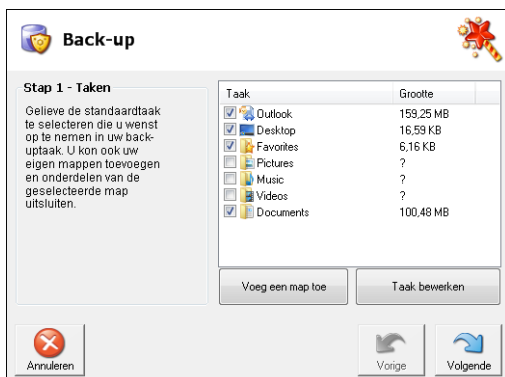 Back-up
Stap 1 - Taken
Gelieve de standaardtaak
te selecteren die u wenst
op te nemen in uw back-
uptaak. U kon ook uw
eigen mappen toevoegen
en onderdelen van de
geselecteerde map
uitsluiten.
Taak Grootte
Outlook 159,25 MB
Desktop 16,59 KB
Favorites 6,16 KB
Pictures ?
Music ?
Videos ?
Documents 100,48 MB
Voeg een map toe Taak bewerken
Annuleren Vorige Volgende